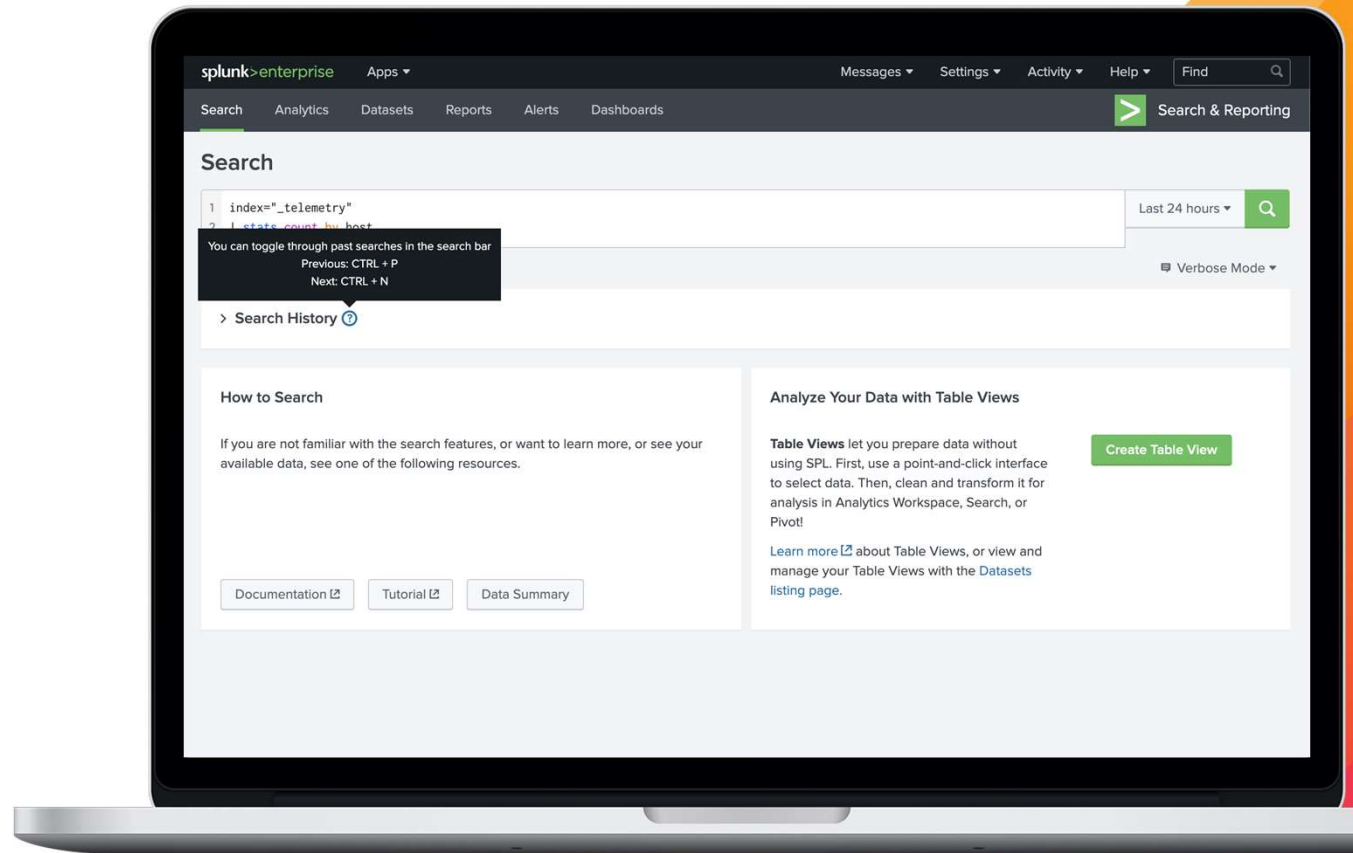 splunk>enterprise Apps Messages Settings Activity Help Find
Search Analytics Datasets Reports Alerts Dashboards > Search & Reporting
Search
1 index="_telemetry"
2 | stats count by host
Last 24 hours
You can toggle through past searches in the search bar
Previous: CTRL + P
Next: CTRL + N
Verbose Mode
> Search History ?
How to Search
If you are not familiar with the search features, or want to learn more, or see your
available data, see one of the following resources.
Documentation Tutorial Data Summary
Analyze Your Data with Table Views
Table Views let you prepare data without
using SPL. First, use a point-and-click interface
to select data. Then, clean and transform it for
analysis in Analytics Workspace, Search, or
Pivot!
Learn more about Table Views, or view and
manage your Table Views with the Datasets
listing page.
Create Table View